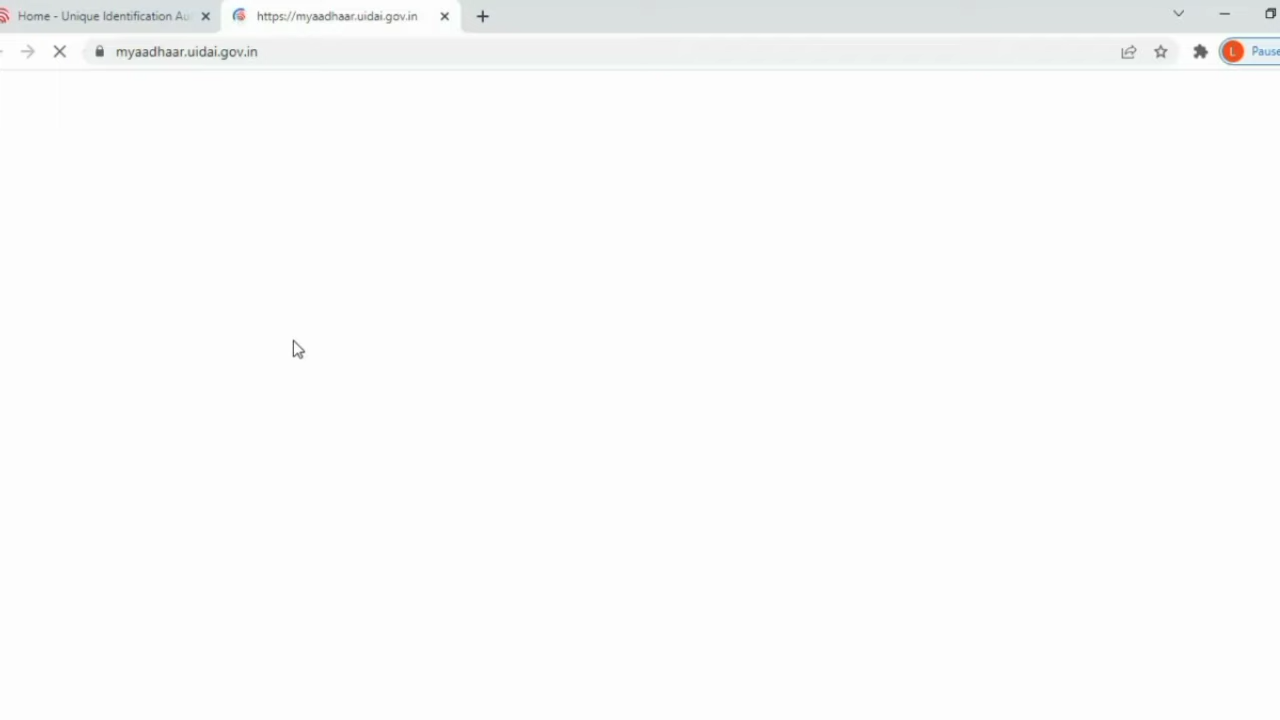 Home - Unique Identification Au
https://myaadhaar.uidai.gov.in
myaadhaar.uidai.gov.in
L
Pause